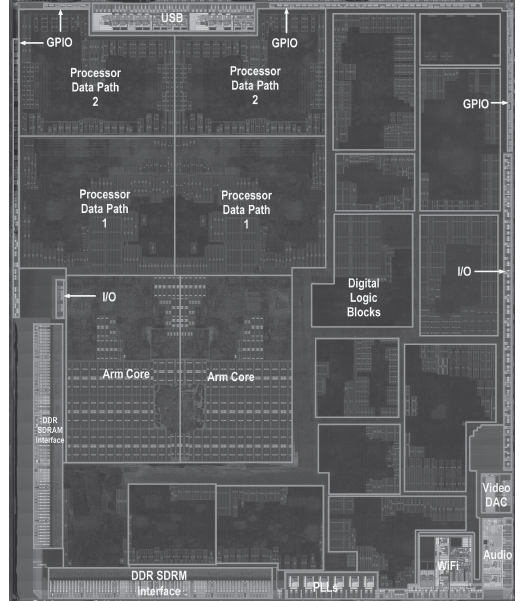 USB
GPIO
GPIO
Processor
Data Path
2
Processor
Data Path
2
GPIO
Processor
Data Path
1
Processor
Data Path
1
I/O
I/O
Digital
Logic
Blocks
Arm Core
Arm Core
DDR
SDRAM
Interface
Video
DAC
Audio
WiFi
DDR SDRM
Interface
PLLs